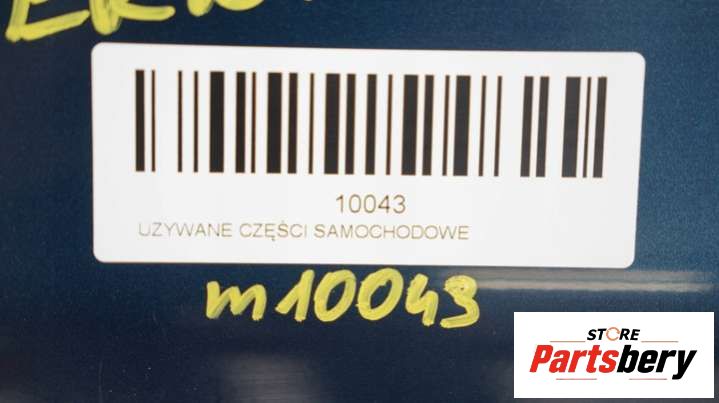 10043
UZYWANE CZĘŚCI SAMOCHODOWE
m10043
STORE
Partsbery